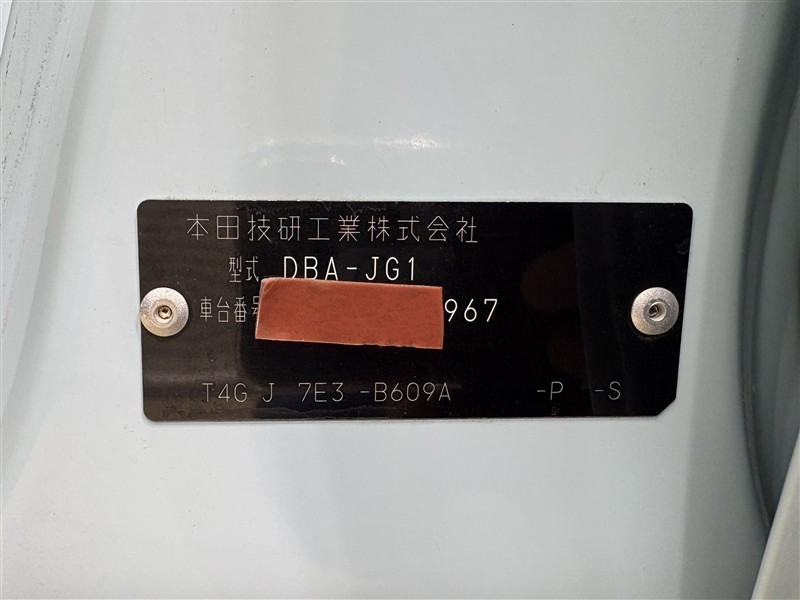 本田技研工業株式会社
型式 DBA-JG1
車台番号 967
T4G J 7E3 -B609A -P -S